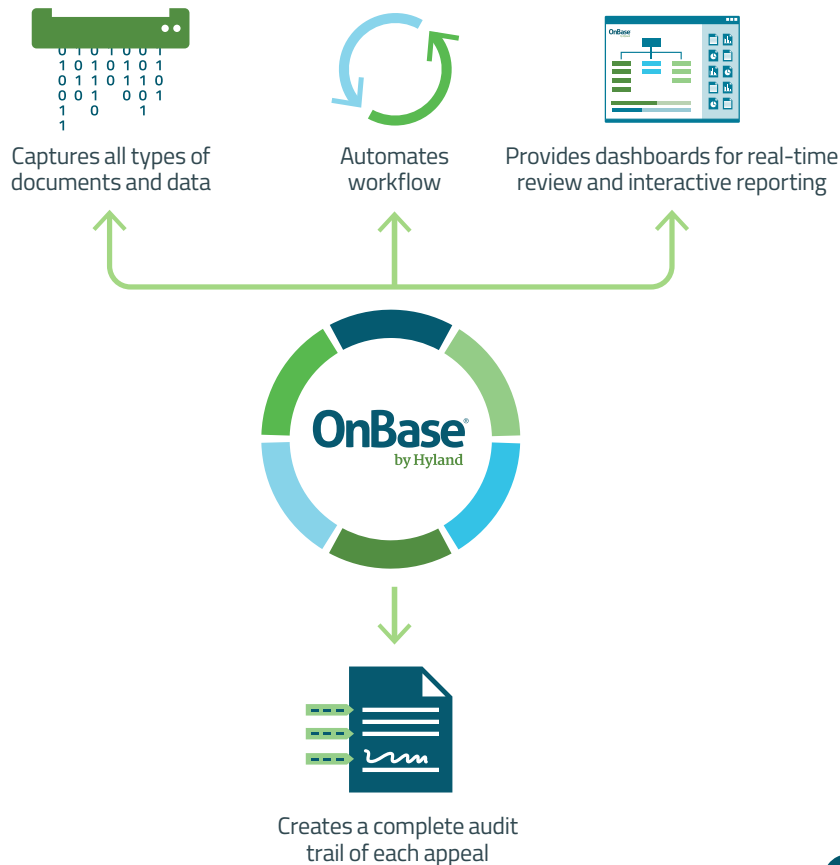 0 1 0 0 1 1
1 0 1 0
0 1 1 1 0
1 0 0
1 0 1 0
0 0 1 0 1
1 1 0 1
OnBase
Captures all types of
documents and data
Automates
workflow
Provides dashboards for real-time
review and interactive reporting
OnBase®
by Hyland
Creates a complete audit
trail of each appeal